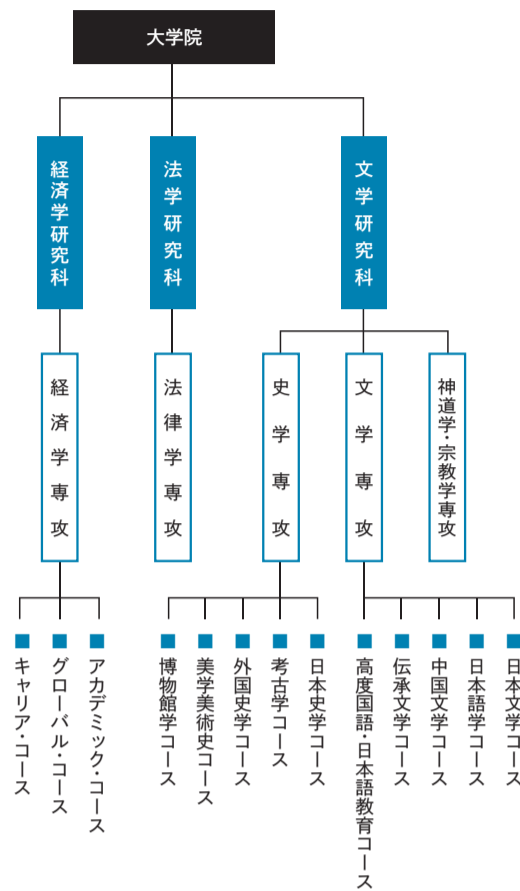 大学院
文学研究科
法学研究科
経済学研究科
神道学・宗教学専攻
文学専攻
史学専攻
法律学専攻
経済学専攻
日本文学コース
日本語学コース
中国文学コース
伝承文学コース
高度国語・日本語教育コース
日本史学コース
考古学コース
外国史学コース
美学美術史コース
博物館学コース
アカデミック・コース
グローバル・コース
キャリア・コース